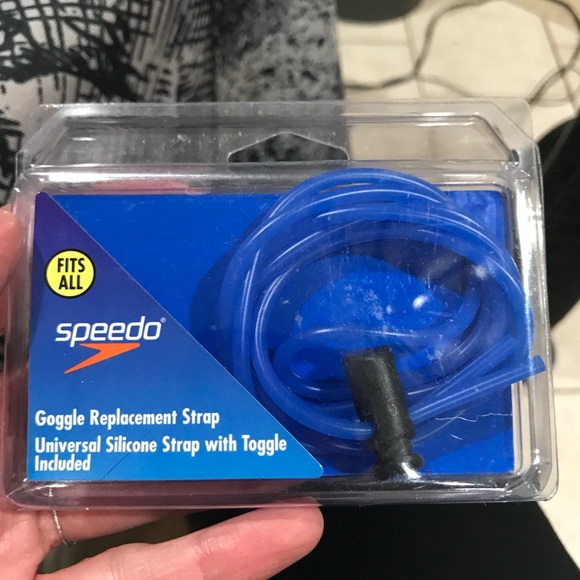 FITS
ALL
speedo®
Goggle Replacement Strap
Universal Silicone Strap with Toggle
Included